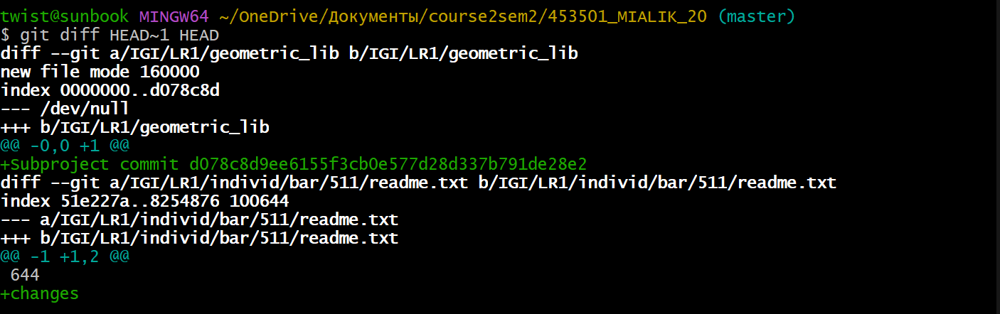 twist@sunbook MINGW64 ~/OneDrive/Документы/course2sem2/453501_MIALIK_20 (master)
$ git diff HEAD~1 HEAD
diff --git a/IGI/LR1/geometric_lib b/IGI/LR1/geometric_lib
new file mode 160000
index 0000000..d078c8d
--- /dev/null
+++ b/IGI/LR1/geometric_lib
@@ -0,0 +1 @@
+Subproject commit d078c8d9ee6155f3cb0e577d28d337b791de28e2
diff --git a/IGI/LR1/individ/bar/511/readme.txt b/IGI/LR1/individ/bar/511/readme.txt
index 51e227a..8254876 100644
--- a/IGI/LR1/individ/bar/511/readme.txt
+++ b/IGI/LR1/individ/bar/511/readme.txt
@@ -1 +1,2 @@
 644
+changes